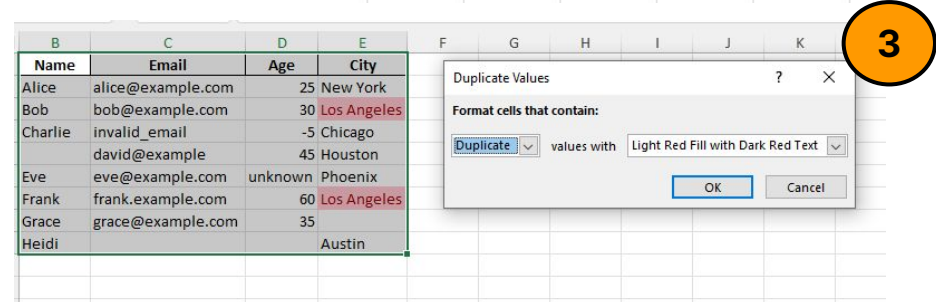 3
B C D E F G H I J K
Name Email Age City
Alice alice@example.com 25 New York
Bob bob@example.com 30 Los Angeles
Charlie invalid_email -5 Chicago
david@example 45 Houston
Eve eve@example.com unknown Phoenix
Frank frank.example.com 60 Los Angeles
Grace grace@example.com 35
Heidi Austin
Duplicate Values ? ×
Format cells that contain:
Duplicate values with Light Red Fill with Dark Red Text
OK Cancel